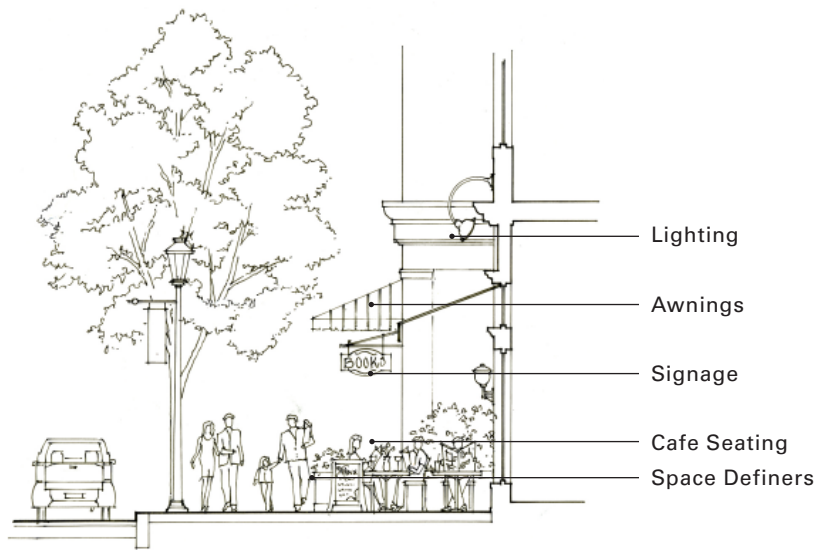 Lighting
Awnings
BOOKS
Signage
Cafe Seating
Space Definers